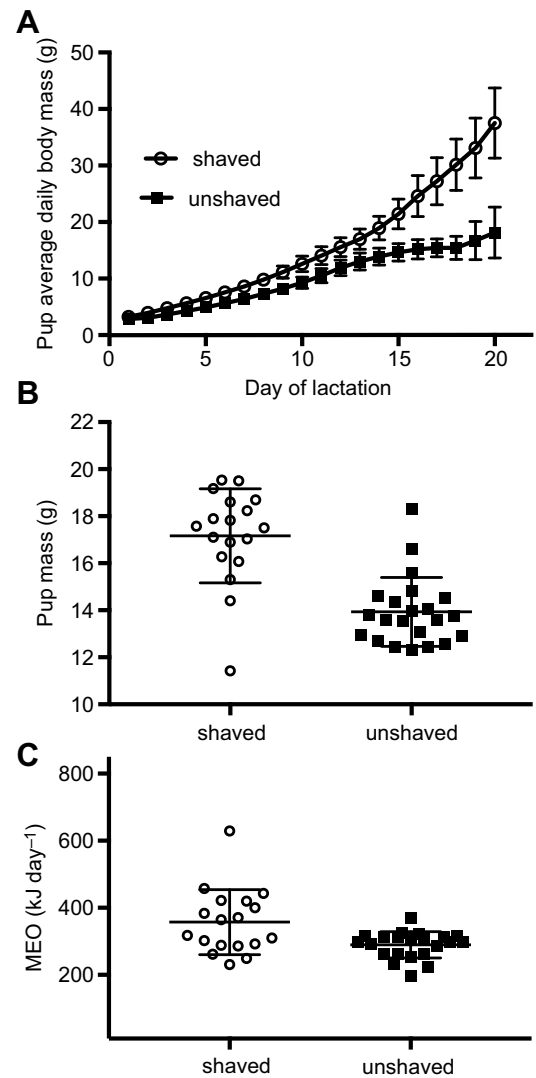 A
Pup average daily body mass (g)
50
40
30
20
10
0
shaved
unshaved
0 5 10 15 20
Day of lactation
B
Pup mass (g)
22
20
18
16
14
12
10
shaved unshaved
C
MEO (kJ day–1)
800
600
400
200
shaved unshaved